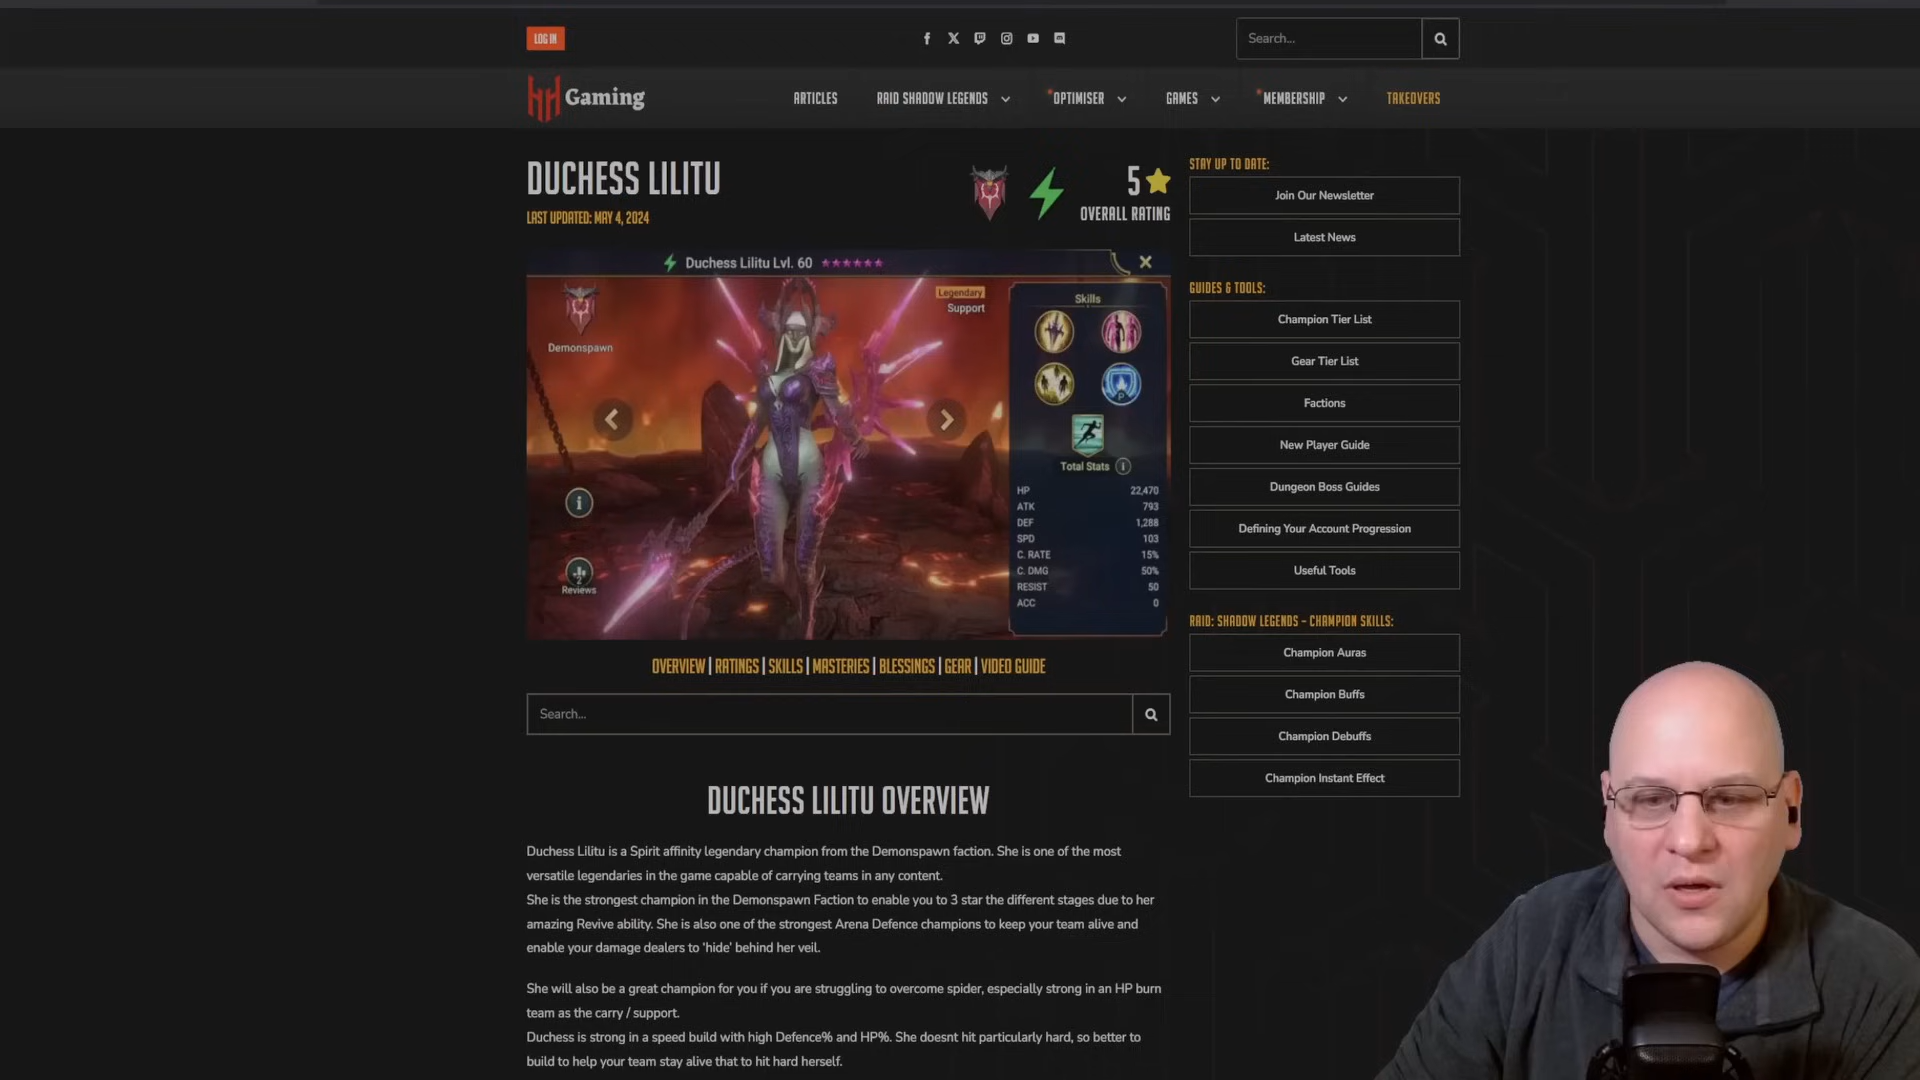 LOG IN
Search...
Gaming
ARTICLES
RAID SHADOW LEGENDS
OPTIMISER
GAMES
MEMBERSHIP
TAKEOVERS
DUCHESS LILITU
LAST UPDATED: MAY 4, 2024
5
OVERALL RATING
Duchess Lilitu Lvl. 60
Legendary
Support
Demonspawn
Reviews
2
Skills
P
Total Stats
HP 22,470
ATK 793
DEF 1,288
SPD 103
C. RATE 15%
C. DMG 50%
RESIST 50
ACC 0
OVERVIEW | RATINGS | SKILLS | MASTERIES | BLESSINGS | GEAR | VIDEO GUIDE
Search...
DUCHESS LILITU OVERVIEW
Duchess Lilitu is a Spirit affinity legendary champion from the Demonspawn faction. She is one of the most
versatile legendaries in the game capable of carrying teams in any content.
She is the strongest champion in the Demonspawn Faction to enable you to 3 star the different stages due to her
amazing Revive ability. She is also one of the strongest Arena Defence champions to keep your team alive and
enable your damage dealers to 'hide' behind her veil.
She will also be a great champion for you if you are struggling to overcome spider, especially strong in an HP burn
team as the carry / support.
Duchess is strong in a speed build with high Defence% and HP%. She doesnt hit particularly hard, so better to
build to help your team stay alive that to hit hard herself.
STAY UP TO DATE:
Join Our Newsletter
Latest News
GUIDES & TOOLS:
Champion Tier List
Gear Tier List
Factions
New Player Guide
Dungeon Boss Guides
Defining Your Account Progression
Useful Tools
RAID: SHADOW LEGENDS – CHAMPION SKILLS:
Champion Auras
Champion Buffs
Champion Debuffs
Champion Instant Effect